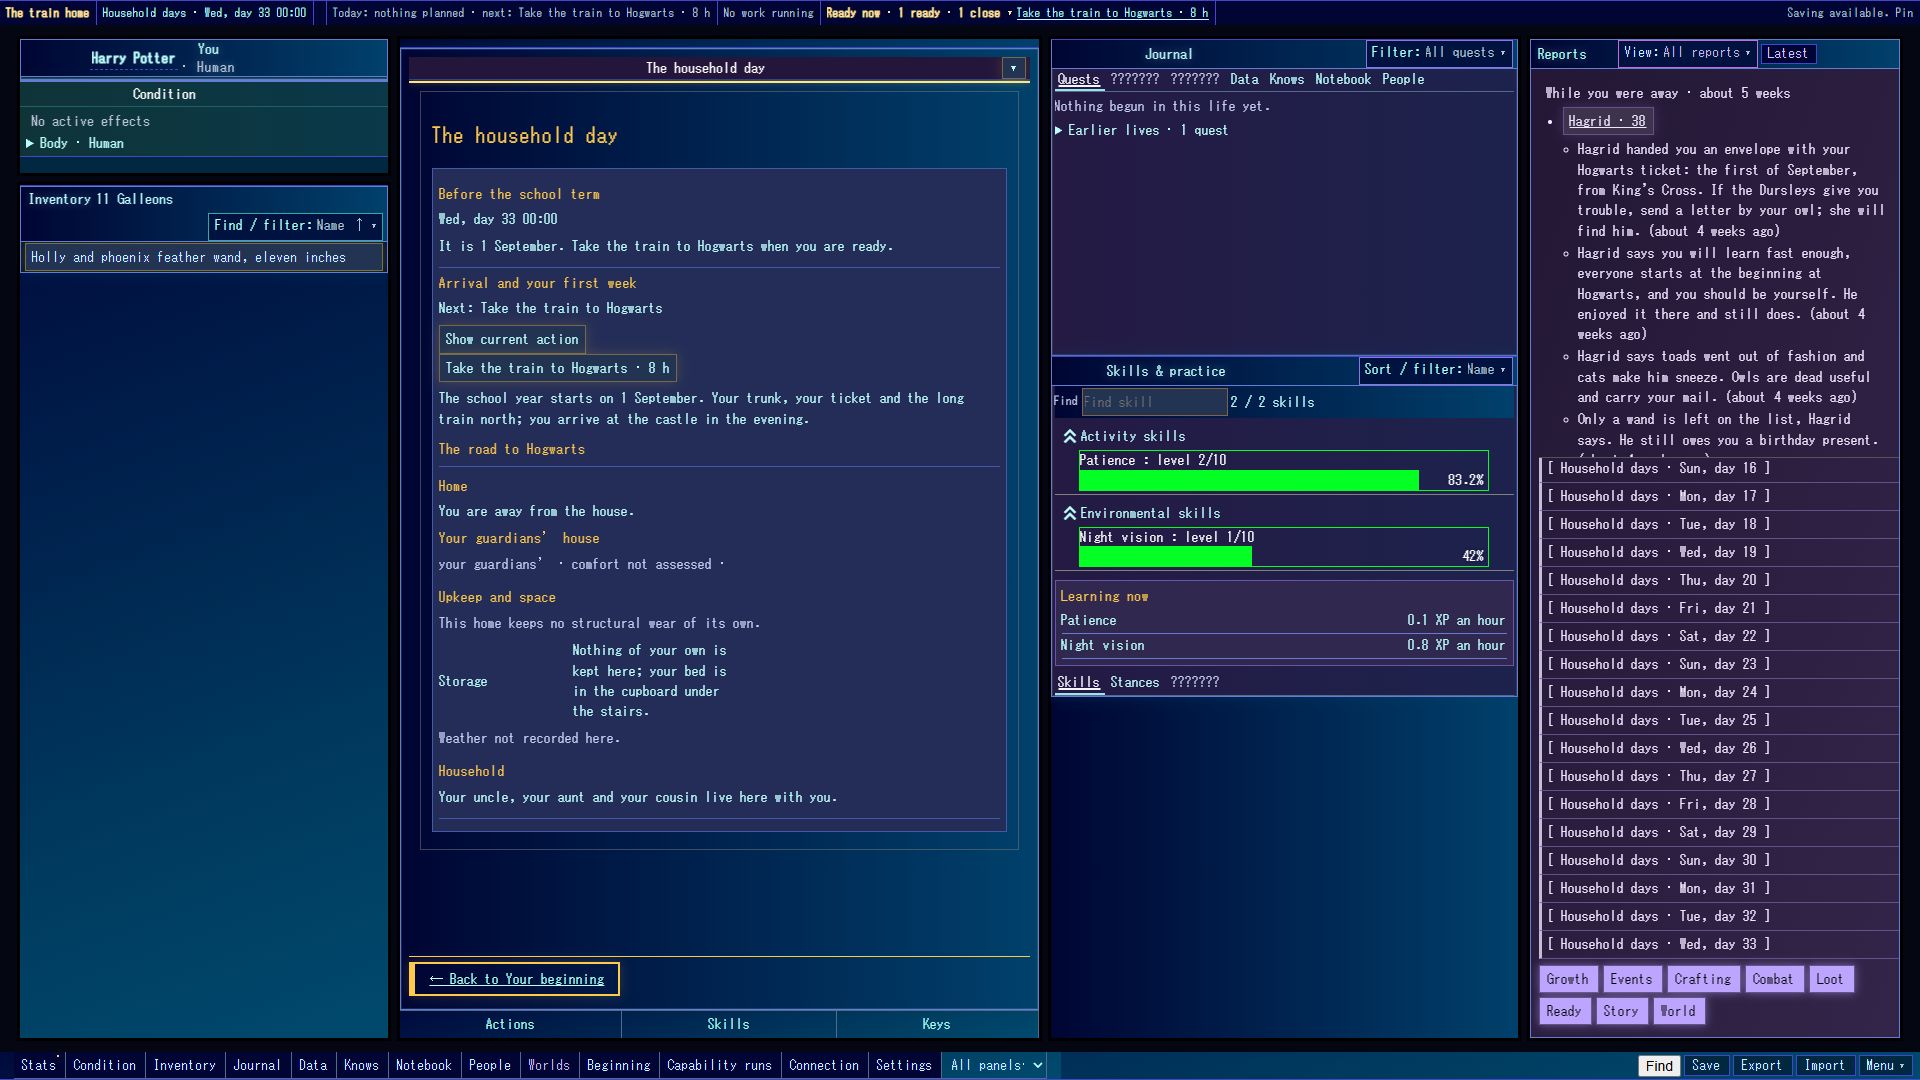 The train home
Household days · Wed, day 33 00:00
Today: nothing planned · next: Take the train to Hogwarts · 8 h
No work running
Ready now · 1 ready · 1 close ▾ Take the train to Hogwarts · 8 h
Saving available. Pin
Harry Potter · You
Human
Condition
No active effects
▶ Body · Human
Inventory 11 Galleons
Find / filter: Name ↑ ▾
Holly and phoenix feather wand, eleven inches
The household day
▼
The household day
Before the school term
Wed, day 33 00:00
It is 1 September. Take the train to Hogwarts when you are ready.
Arrival and your first week
Next: Take the train to Hogwarts
Show current action
Take the train to Hogwarts · 8 h
The school year starts on 1 September. Your trunk, your ticket and the long
train north; you arrive at the castle in the evening.
The road to Hogwarts
Home
You are away from the house.
Your guardians’ house
your guardians’ · comfort not assessed ·
Upkeep and space
This home keeps no structural wear of its own.
Storage
Nothing of your own is
kept here; your bed is
in the cupboard under
the stairs.
Weather not recorded here.
Household
Your uncle, your aunt and your cousin live here with you.
← Back to Your beginning
Actions
Skills
Keys
Journal
Filter: All quests ▾
Quests ??????? ??????? Data Knows Notebook People
Nothing begun in this life yet.
▶ Earlier lives · 1 quest
Skills & practice
Sort / filter: Name ▾
Find
Find skill
2 / 2 skills
Activity skills
Patience : level 2/10
83.2%
Environmental skills
Night vision : level 1/10
42%
Learning now
Patience 0.1 XP an hour
Night vision 0.8 XP an hour
Skills Stances ???????
Reports
View: All reports ▾
Latest
While you were away · about 5 weeks
Hagrid · 38
Hagrid handed you an envelope with your
Hogwarts ticket: the first of September,
from King’s Cross. If the Dursleys give you
trouble, send a letter by your owl; she will
find him. (about 4 weeks ago)
Hagrid says you will learn fast enough,
everyone starts at the beginning at
Hogwarts, and you should be yourself. He
enjoyed it there and still does. (about 4
weeks ago)
Hagrid says toads went out of fashion and
cats make him sneeze. Owls are dead useful
and carry your mail. (about 4 weeks ago)
Only a wand is left on the list, Hagrid
says. He still owes you a birthday present.
[ Household days · Sun, day 16 ]
[ Household days · Mon, day 17 ]
[ Household days · Tue, day 18 ]
[ Household days · Wed, day 19 ]
[ Household days · Thu, day 20 ]
[ Household days · Fri, day 21 ]
[ Household days · Sat, day 22 ]
[ Household days · Sun, day 23 ]
[ Household days · Mon, day 24 ]
[ Household days · Tue, day 25 ]
[ Household days · Wed, day 26 ]
[ Household days · Thu, day 27 ]
[ Household days · Fri, day 28 ]
[ Household days · Sat, day 29 ]
[ Household days · Sun, day 30 ]
[ Household days · Mon, day 31 ]
[ Household days · Tue, day 32 ]
[ Household days · Wed, day 33 ]
Growth Events Crafting Combat Loot
Ready Story World
Stats Condition Inventory Journal Data Knows Notebook People Worlds Beginning Capability runs Connection Settings All panels
Find Save Export Import Menu ▾